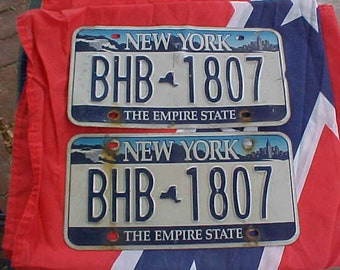 NEW YORK
BHB 1807
THE EMPIRE STATE
NEW YORK
BHB 1807
THE EMPIRE STATE